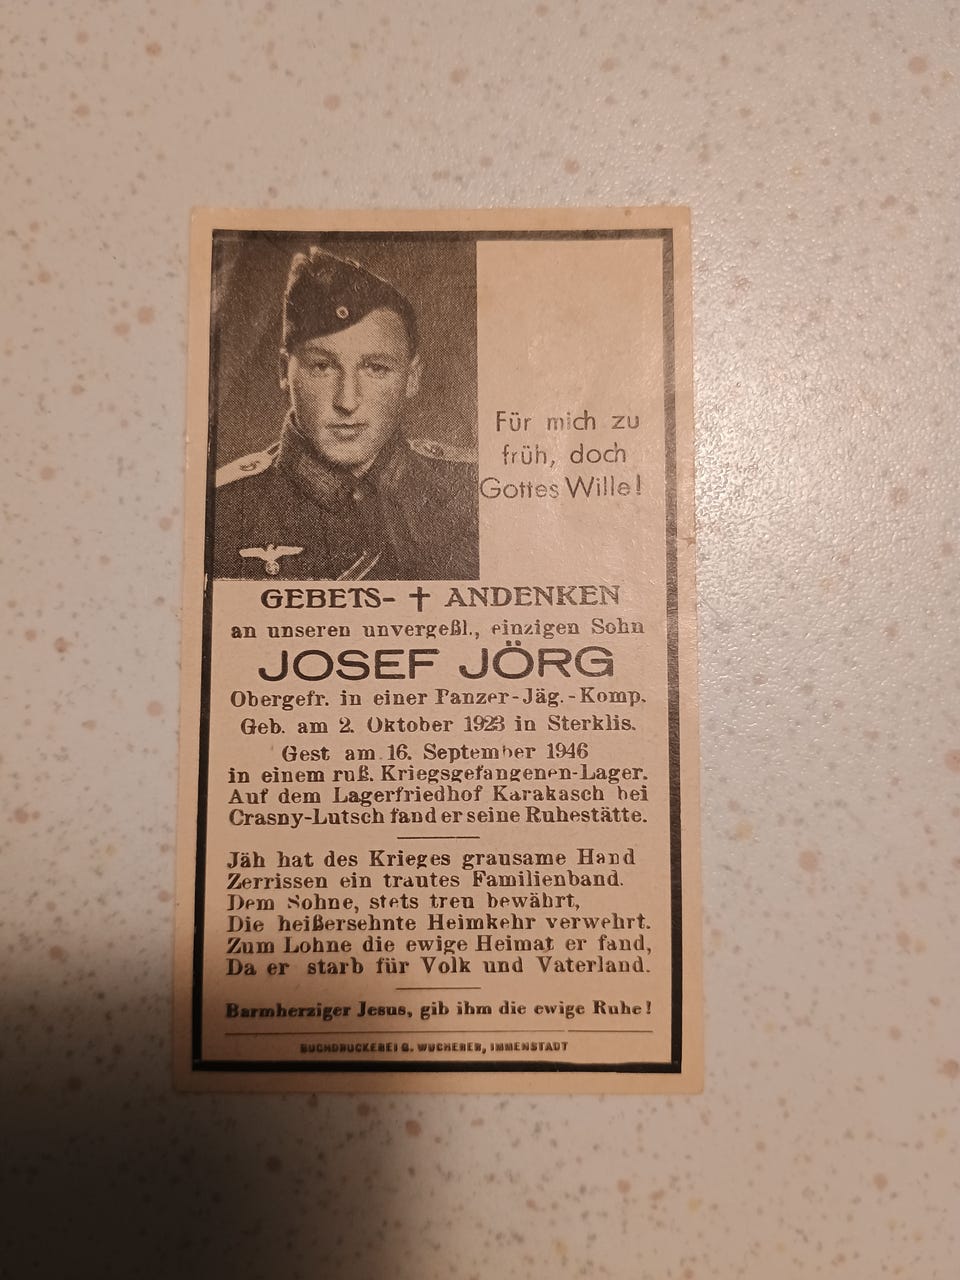 Für mich zu
früh, doch
Gottes Wille!
GEBETS- † ANDENKEN
an unseren unvergeßl., einzigen Sohn
JOSEF JÖRG
Obergefr. in einer Panzer-Jäg.-Komp.
Geb. am 2. Oktober 1923 in Sterklis.
Gest am 16. September 1946
in einem ruß. Kriegsgefangenen-Lager.
Auf dem Lagerfriedhof Karakasch bei
Crasny-Lutsch fand er seine Ruhestätte.
Jäh hat des Krieges grausame Hand
Zerrissen ein trautes Familienband.
Dem Sohne, stets treu bewährt,
Die heißersehnte Heimkehr verwehrt.
Zum Lohne die ewige Heimat er fand,
Da er starb für Volk und Vaterland.
Barmherziger Jesus, gib ihm die ewige Ruhe!
BUCHDRUCKEREI G. WUCHERER, IMMENSTADT